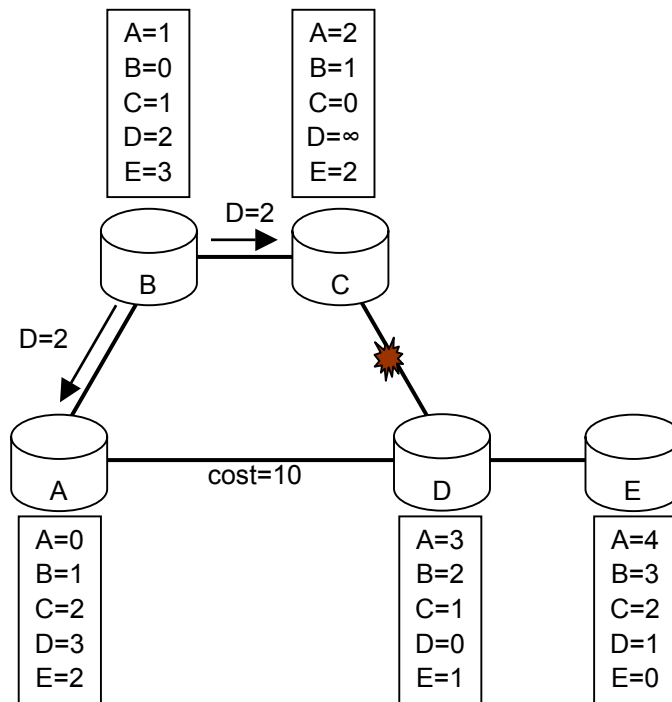 A=1
B=0
C=1
D=2
E=3
A=2
B=1
C=0
D=∞
E=2
D=2
B
C
D=2
A
cost=10
D
E
A=0
B=1
C=2
D=3
E=2
A=3
B=2
C=1
D=0
E=1
A=4
B=3
C=2
D=1
E=0